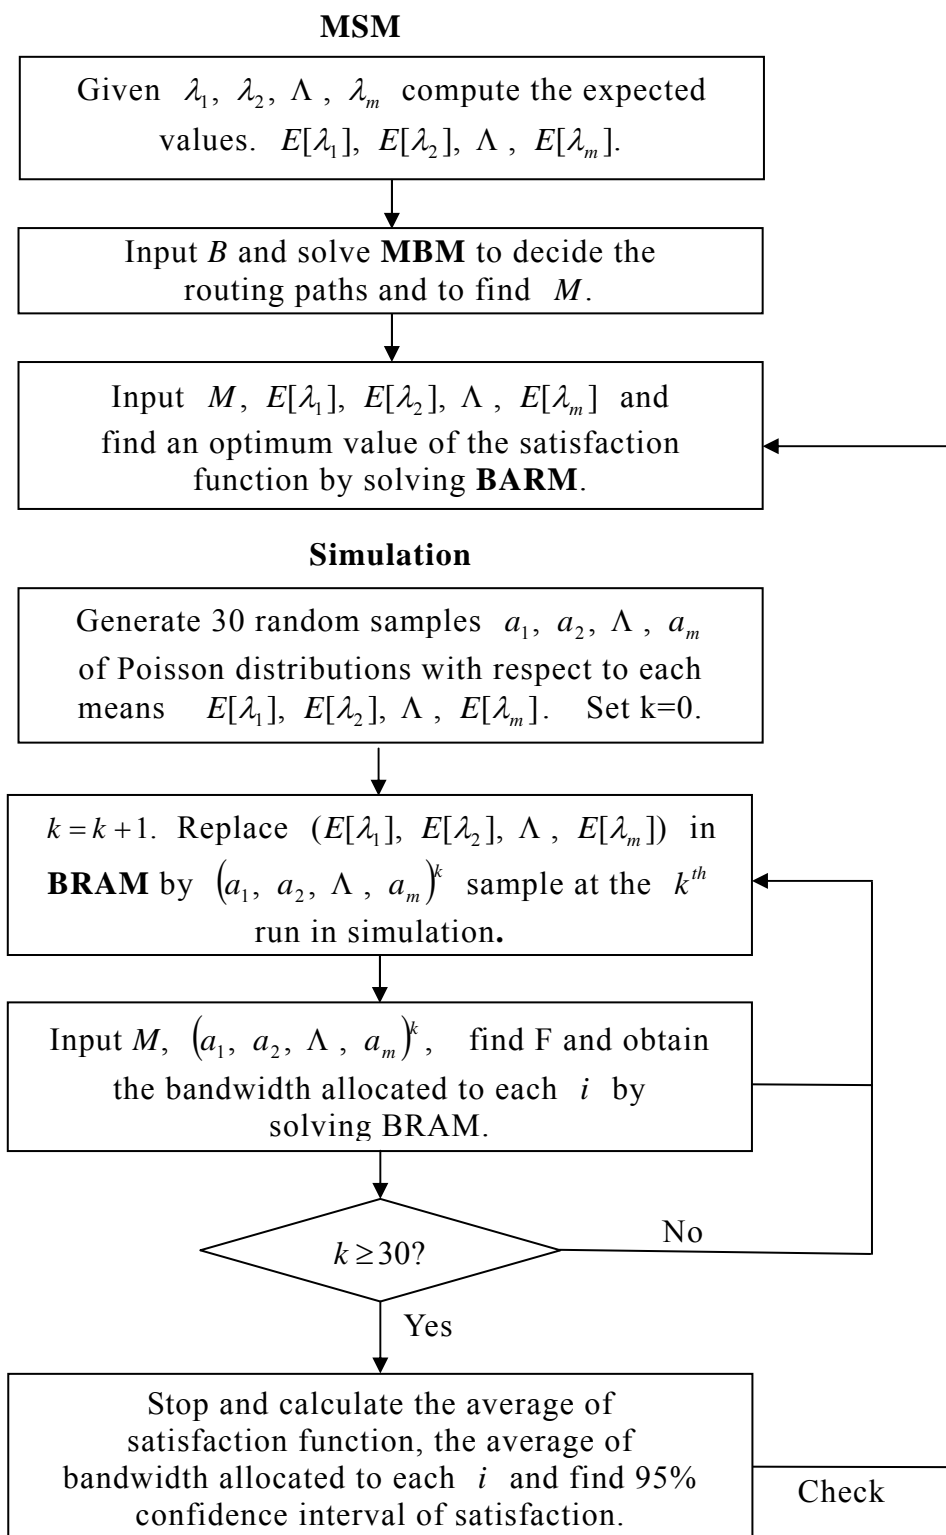 MSM
Given λ₁, λ₂, Λ , λₘ compute the expected
values. E[λ₁], E[λ₂], Λ , E[λₘ].
Input B and solve MBM to decide the
routing paths and to find M.
Input M, E[λ₁], E[λ₂], Λ , E[λₘ] and
find an optimum value of the satisfaction
function by solving BARM.
Simulation
Generate 30 random samples a₁, a₂, Λ , aₘ
of Poisson distributions with respect to each
means E[λ₁], E[λ₂], Λ , E[λₘ]. Set k=0.
k = k + 1. Replace (E[λ₁], E[λ₂], Λ , E[λₘ]) in
BRAM by (a₁, a₂, Λ , aₘ)ᵏ sample at the kᵗʰ
run in simulation.
Input M, (a₁, a₂, Λ , aₘ)ᵏ, find F and obtain
the bandwidth allocated to each i by
solving BRAM.
k ≥ 30?
No
Yes
Stop and calculate the average of
satisfaction function, the average of
bandwidth allocated to each i and find 95%
confidence interval of satisfaction.
Check